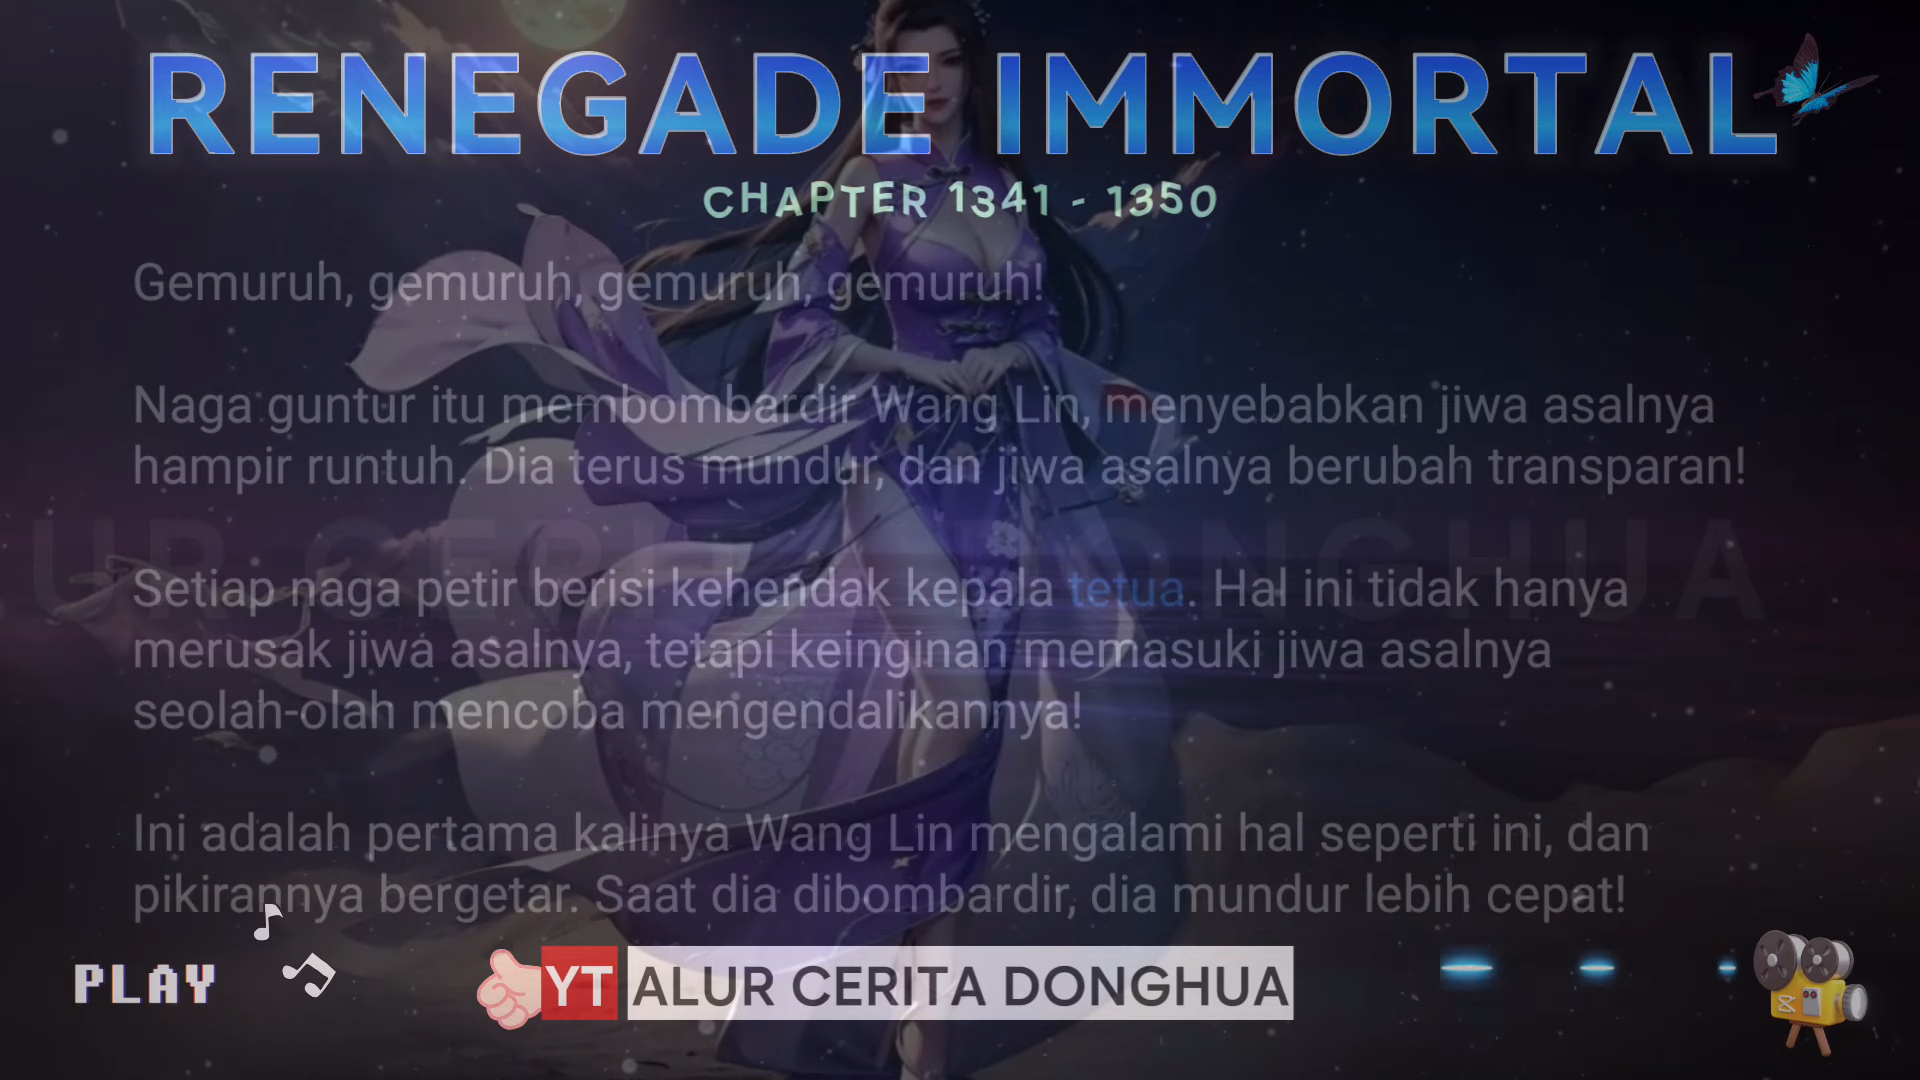 RENEGADE IMMORTAL
CHAPTER 1341 - 1350
Gemuruh, gemuruh, gemuruh, gemuruh!
Naga guntur itu membombardir Wang Lin, menyebabkan jiwa asalnya
hampir runtuh. Dia terus mundur, dan jiwa asalnya berubah transparan!
UR CERITA DONGHUA
Setiap naga petir berisi kehendak kepala tetua. Hal ini tidak hanya
merusak jiwa asalnya, tetapi keinginan memasuki jiwa asalnya
seolah-olah mencoba mengendalikannya!
Ini adalah pertama kalinya Wang Lin mengalami hal seperti ini, dan
pikirannya bergetar. Saat dia dibombardir, dia mundur lebih cepat!
PLAY
YT ALUR CERITA DONGHUA